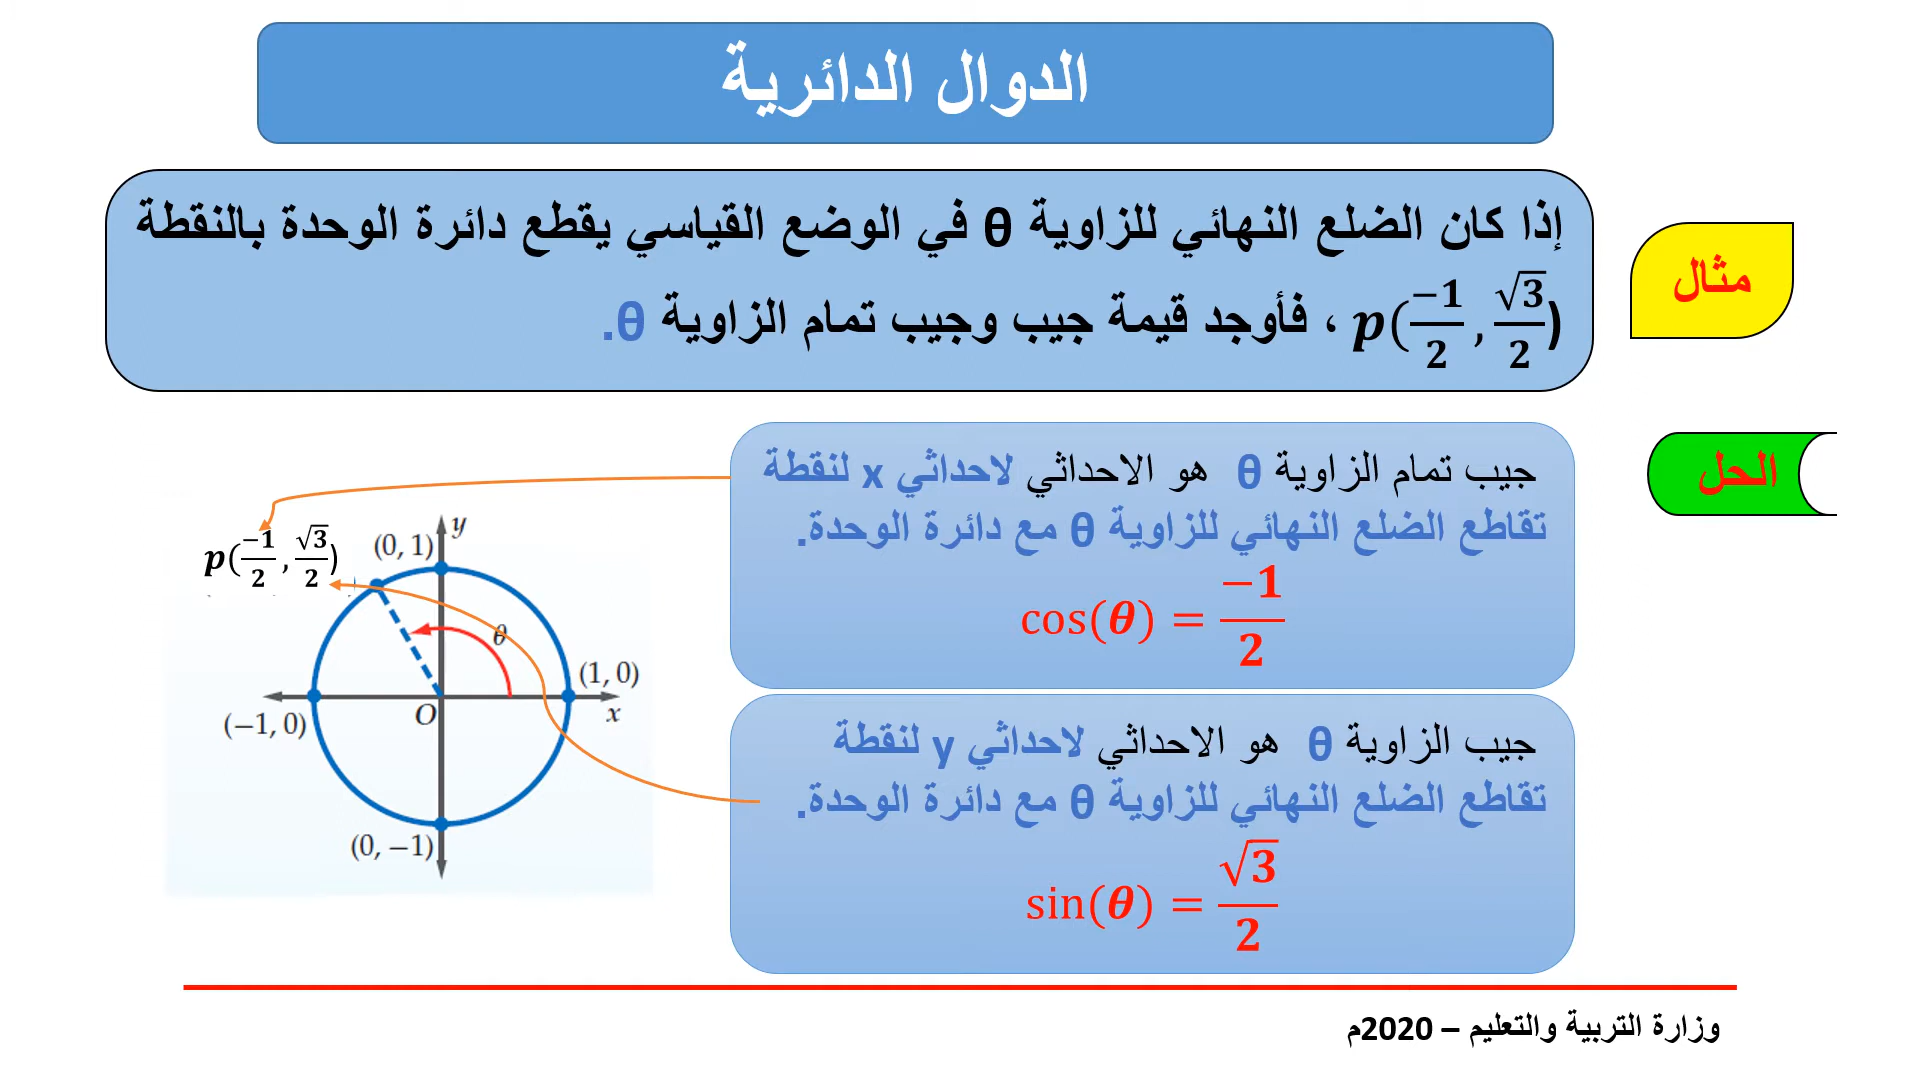 الدوال الدائرية
مثال
إذا كان الضلع النهائي للزاوية θ في الوضع القياسي يقطع دائرة الوحدة بالنقطة
p(−1/2 , √3/2) ، فأوجد قيمة جيب وجيب تمام الزاوية θ.
الحل
جيب تمام الزاوية θ هو الاحداثي لاحداثي x لنقطة
تقاطع الضلع النهائي للزاوية θ مع دائرة الوحدة.
cos(θ) = −1/2
جيب الزاوية θ هو الاحداثي لاحداثي y لنقطة
تقاطع الضلع النهائي للزاوية θ مع دائرة الوحدة.
sin(θ) = √3/2
p(−1/2 , √3/2)
(0, 1)
y
θ
(1, 0)
x
O
(−1, 0)
(0, −1)
وزارة التربية والتعليم – 2020م